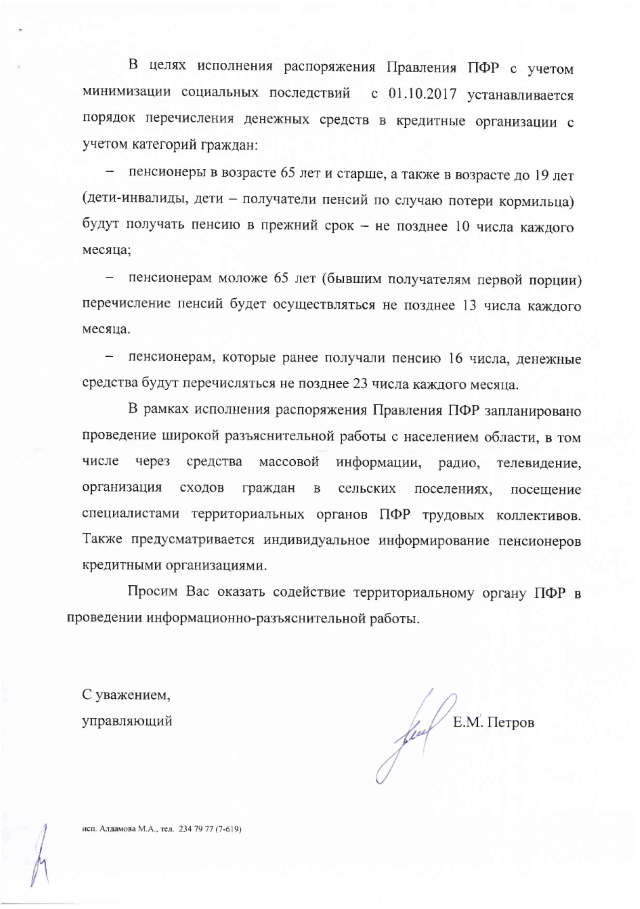 В целях исполнения распоряжения Правления ПФР с учетом
минимизации социальных последствий с 01.10.2017 устанавливается
порядок перечисления денежных средств в кредитные организации с
учетом категорий граждан:
– пенсионеры в возрасте 65 лет и старше, а также в возрасте до 19 лет
(дети-инвалиды, дети – получатели пенсий по случаю потери кормильца)
будут получать пенсию в прежний срок – не позднее 10 числа каждого
месяца;
– пенсионерам моложе 65 лет (бывшим получателям первой порции)
перечисление пенсий будет осуществляться не позднее 13 числа каждого
месяца.
– пенсионерам, которые ранее получали пенсию 16 числа, денежные
средства будут перечисляться не позднее 23 числа каждого месяца.
В рамках исполнения распоряжения Правления ПФР запланировано
проведение широкой разъяснительной работы с населением области, в том
числе через средства массовой информации, радио, телевидение,
организация сходов граждан в сельских поселениях, посещение
специалистами территориальных органов ПФР трудовых коллективов.
Также предусматривается индивидуальное информирование пенсионеров
кредитными организациями.
Просим Вас оказать содействие территориальному органу ПФР в
проведении информационно-разъяснительной работы.
С уважением,
управляющий Е.М. Петров
исп. Алдамова М.А., тел. 234 79 77 (7-619)